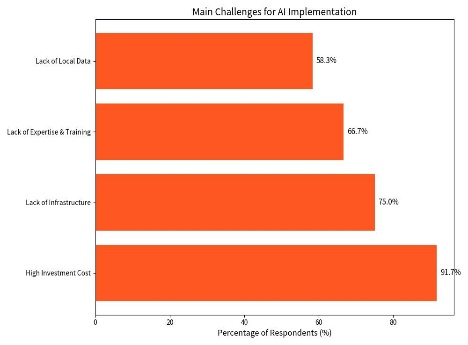 Main Challenges for AI Implementation
Lack of Local Data
58.3%
Lack of Expertise & Training
66.7%
Lack of Infrastructure
75.0%
High Investment Cost
91.7%
0 20 40 60 80
Percentage of Respondents (%)